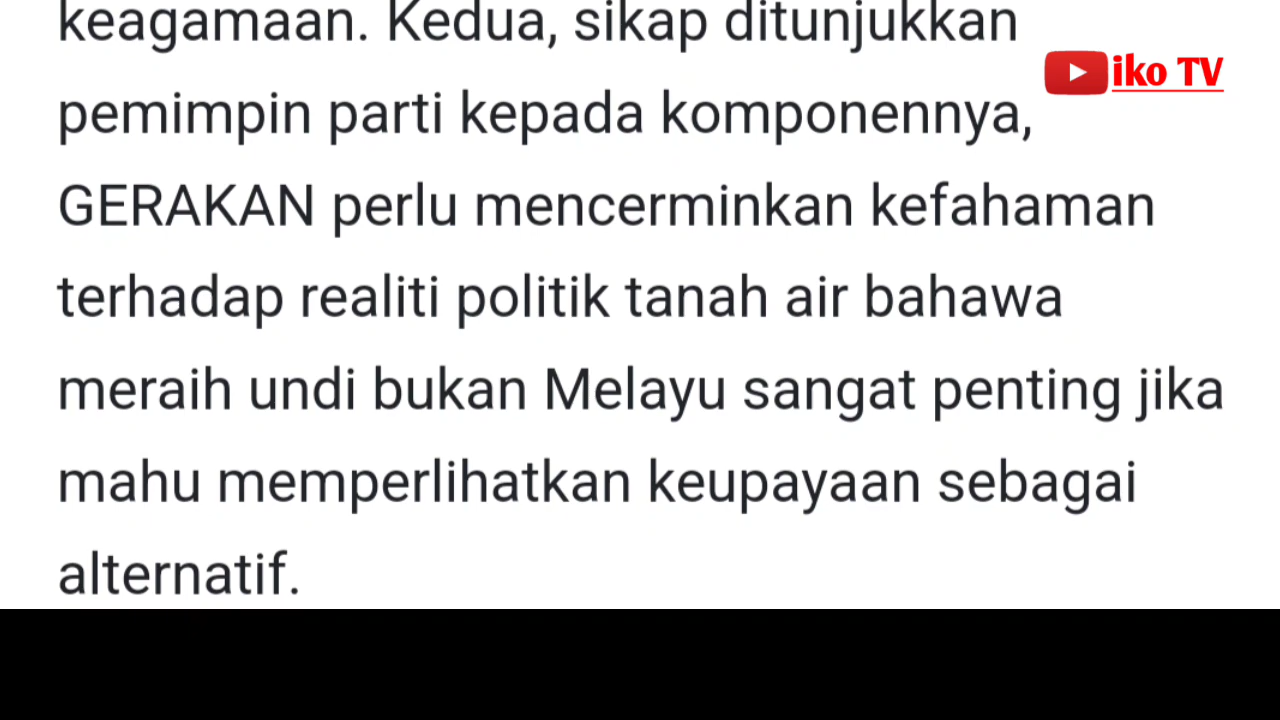 keagamaan. Kedua, sikap ditunjukkan
iko TV
pemimpin parti kepada komponennya,
GERAKAN perlu mencerminkan kefahaman
terhadap realiti politik tanah air bahawa
meraih undi bukan Melayu sangat penting jika
mahu memperlihatkan keupayaan sebagai
alternatif.